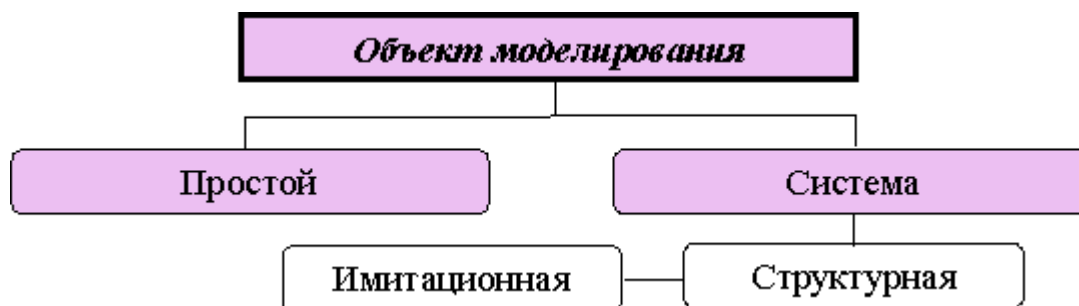 Объект моделирования
Простой
Система
Имитационная
Структурная